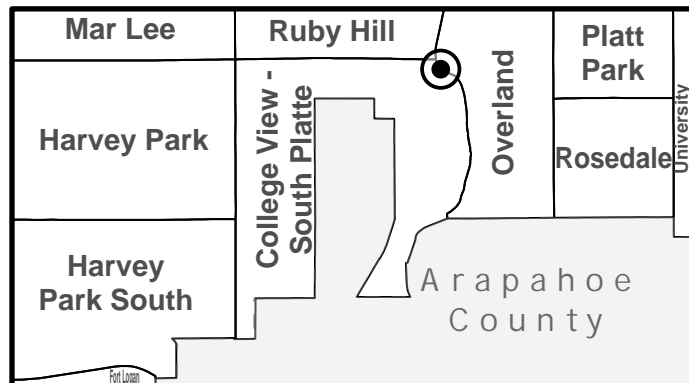 Mar Lee
Ruby Hill
Platt
Park
Harvey Park
College View -
South Platte
Overland
University
Rosedale
Harvey
Park South
Arapahoe
County
Fort Logan